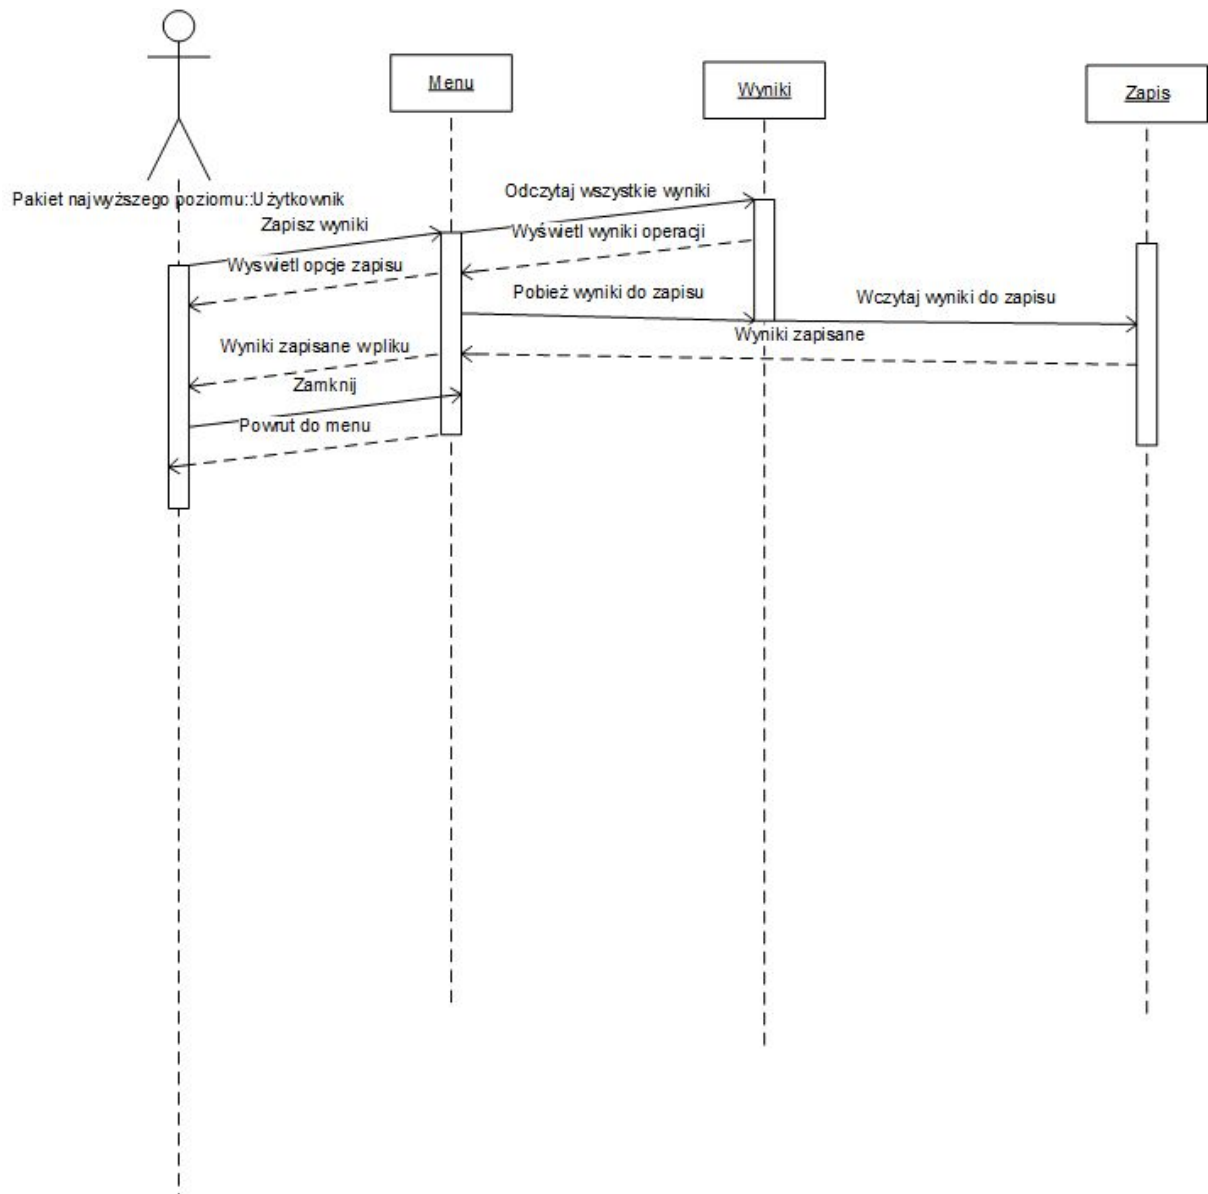 Menu
Wyniki
Zapis
Pakiet najwyższego poziomu::Użytkownik
Odczytaj wszystkie wyniki
Zapisz wyniki
Wyświetl wyniki operacji
Wyswietl opcje zapisu
Pobież wyniki do zapisu
Wczytaj wyniki do zapisu
Wyniki zapisane
Wyniki zapisane w pliku
Zamknij
Powrut do menu